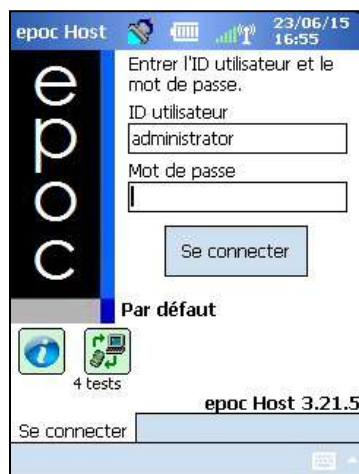 epoc Host
23/06/15
16:55
epoc
Entrer l'ID utilisateur et le
mot de passe.
ID utilisateur
administrator
Mot de passe
Se connecter
Par défaut
4 tests
epoc Host 3.21.5
Se connecter